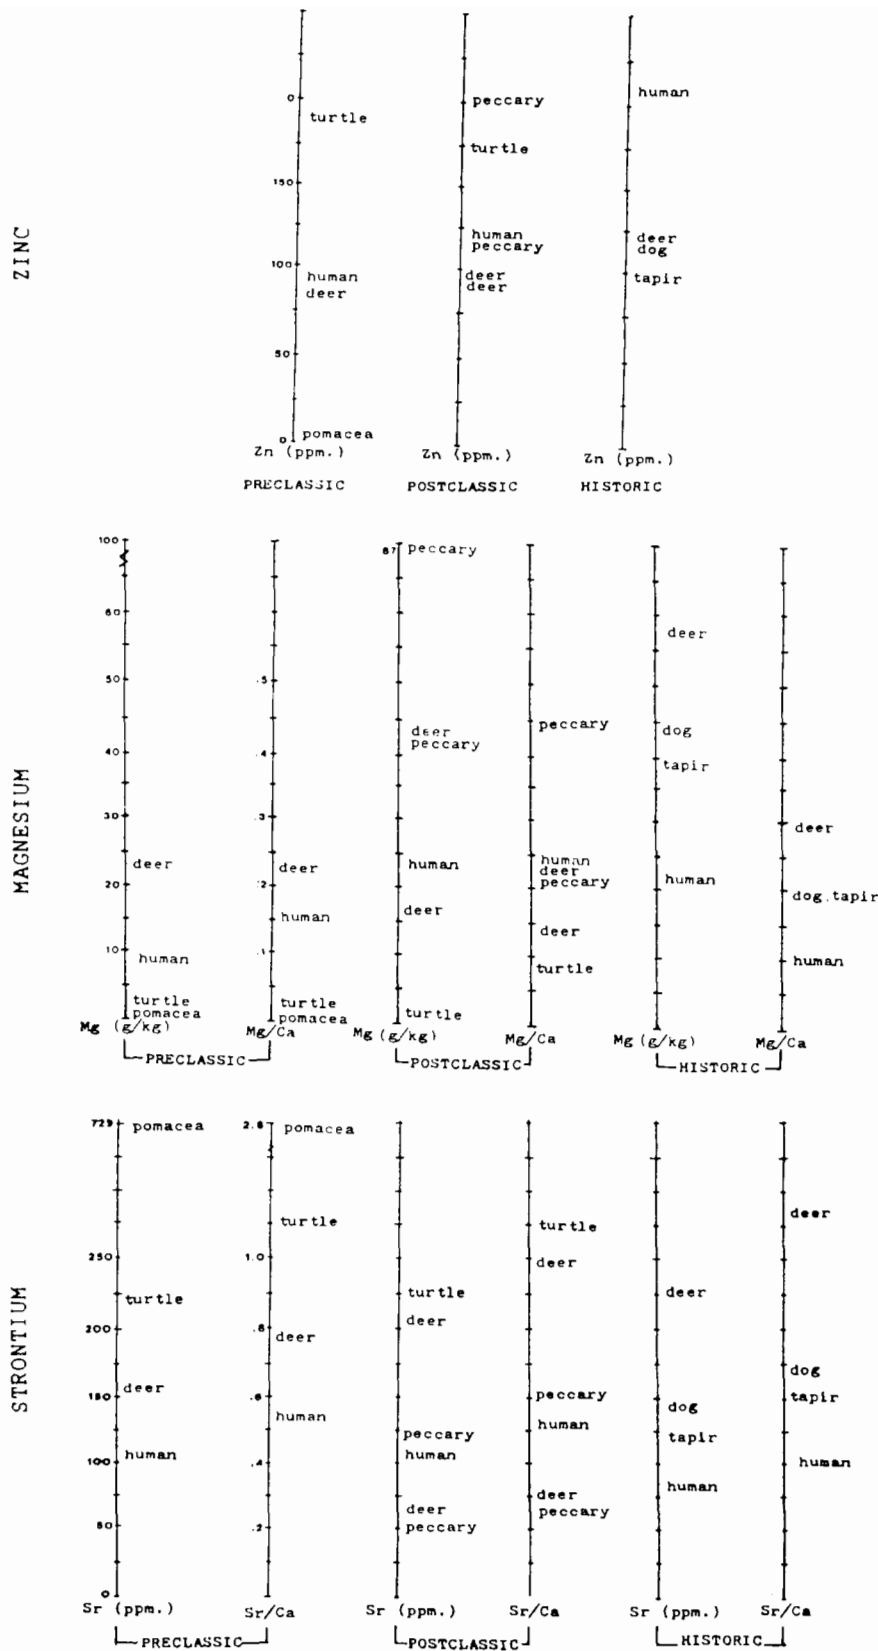 ZINC
0
peccary
human
turtle
turtle
150
human
peccary
deer
dog
100
human
deer
deer
deer
tapir
50
0
pomacea
Zn (ppm.)
Zn (ppm.)
Zn (ppm.)
PRECLASSIC
POSTCLASSIC
HISTORIC
MAGNESIUM
100
60
50
40
30
20
10
deer
human
turtle
pomacea
Mg (g/kg)
.5
.4
.3
.2
.1
deer
human
turtle
pomacea
Mg/Ca
PRECLASSIC
87
peccary
deer
peccary
human
deer
turtle
Mg (g/kg)
peccary
human
deer
peccary
deer
turtle
Mg/Ca
POSTCLASSIC
deer
dog
tapir
human
Mg (g/kg)
deer
dog,tapir
human
Mg/Ca
HISTORIC
STRONTIUM
729
250
200
150
100
50
0
pomacea
turtle
deer
human
Sr (ppm.)
1.0
.8
.6
.4
.2
pomacea
turtle
deer
human
Sr/Ca
PRECLASSIC
turtle
deer
peccary
human
deer
peccary
Sr (ppm.)
turtle
deer
peccary
human
deer
peccary
Sr/Ca
POSTCLASSIC
deer
dog
tapir
human
Sr (ppm.)
deer
dog
tapir
human
Sr/Ca
HISTORIC